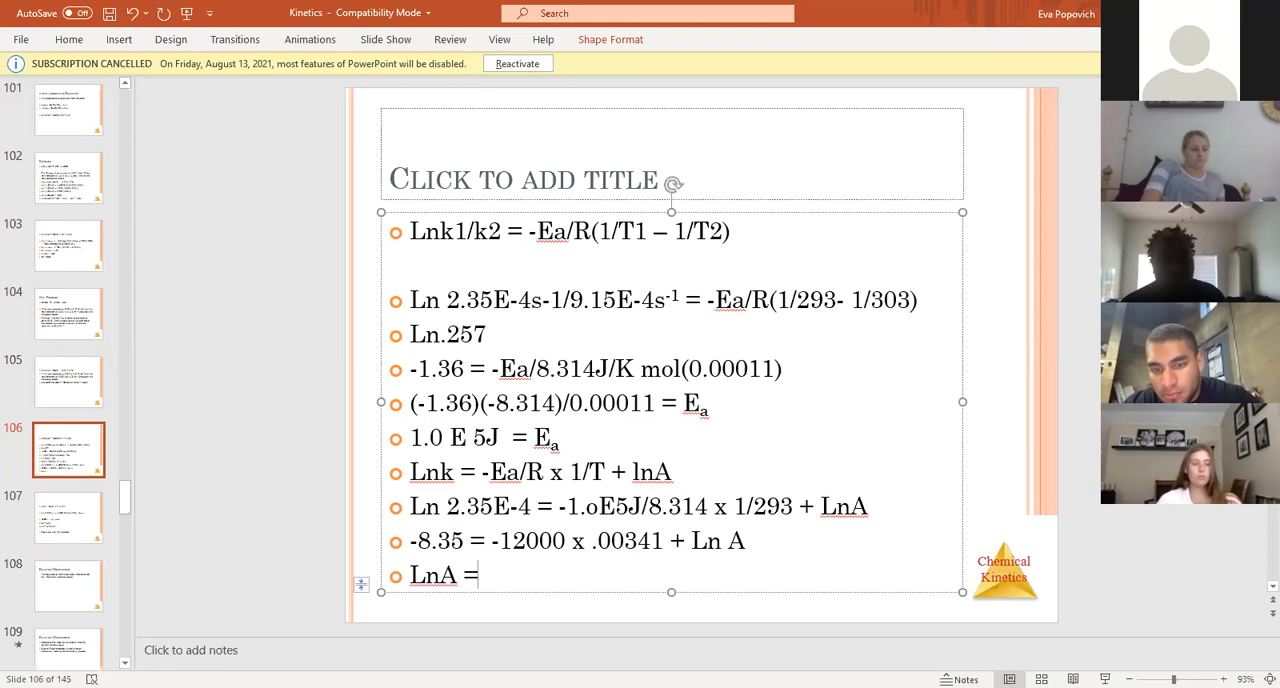 AutoSave Off
Kinetics - Compatibility Mode
Search
Eva Popovich
File Home Insert Design Transitions Animations Slide Show Review View Help Shape Format
SUBSCRIPTION CANCELLED On Friday, August 13, 2021, most features of PowerPoint will be disabled. Reactivate
101
102
103
104
105
106
107
108
109
CLICK TO ADD TITLE
Lnk1/k2 = -Ea/R(1/T1 – 1/T2)
Ln 2.35E-4s-1/9.15E-4s-1 = -Ea/R(1/293- 1/303)
Ln.257
-1.36 = -Ea/8.314J/K mol(0.00011)
(-1.36)(-8.314)/0.00011 = Ea
1.0 E 5J = Ea
Lnk = -Ea/R x 1/T + lnA
Ln 2.35E-4 = -1.oE5J/8.314 x 1/293 + LnA
-8.35 = -12000 x .00341 + Ln A
LnA =
Chemical
Kinetics
Click to add notes
Slide 106 of 145
Notes
93%